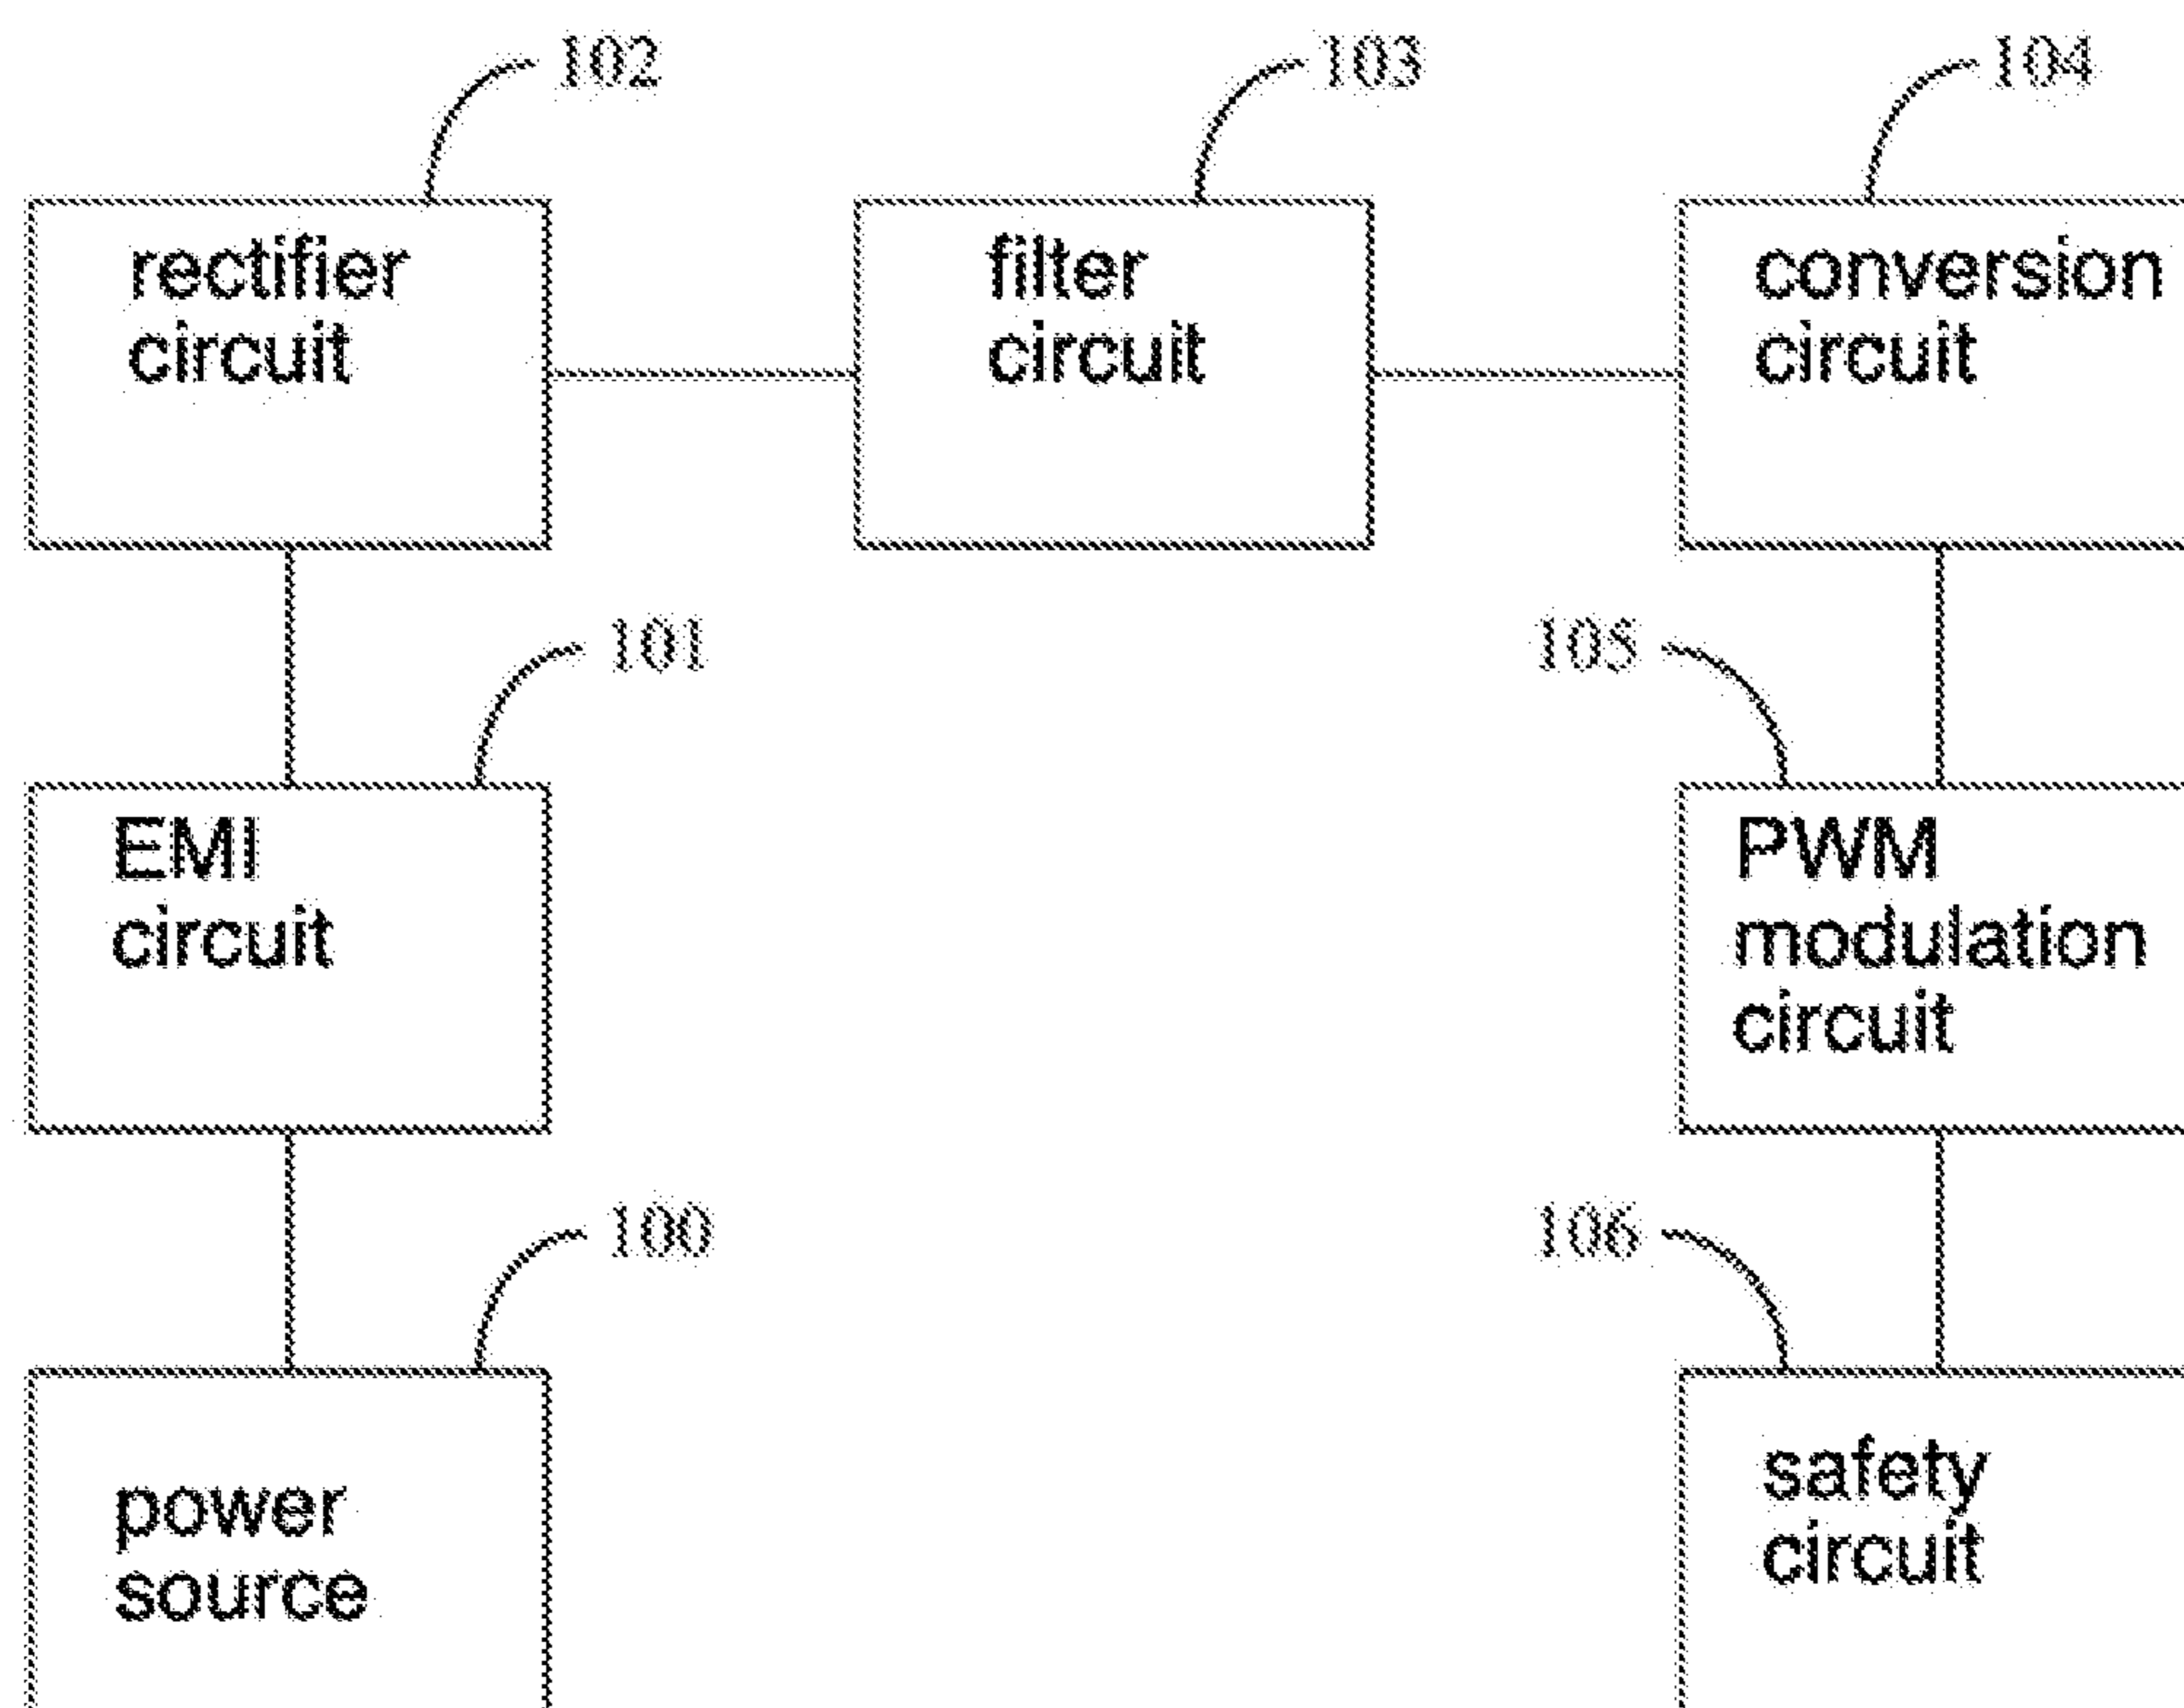 102
103
104
rectifier
circuit
filter
circuit
conversion
circuit
101
105
EMI
circuit
PWM
modulation
circuit
100
106
power
source
safety
circuit